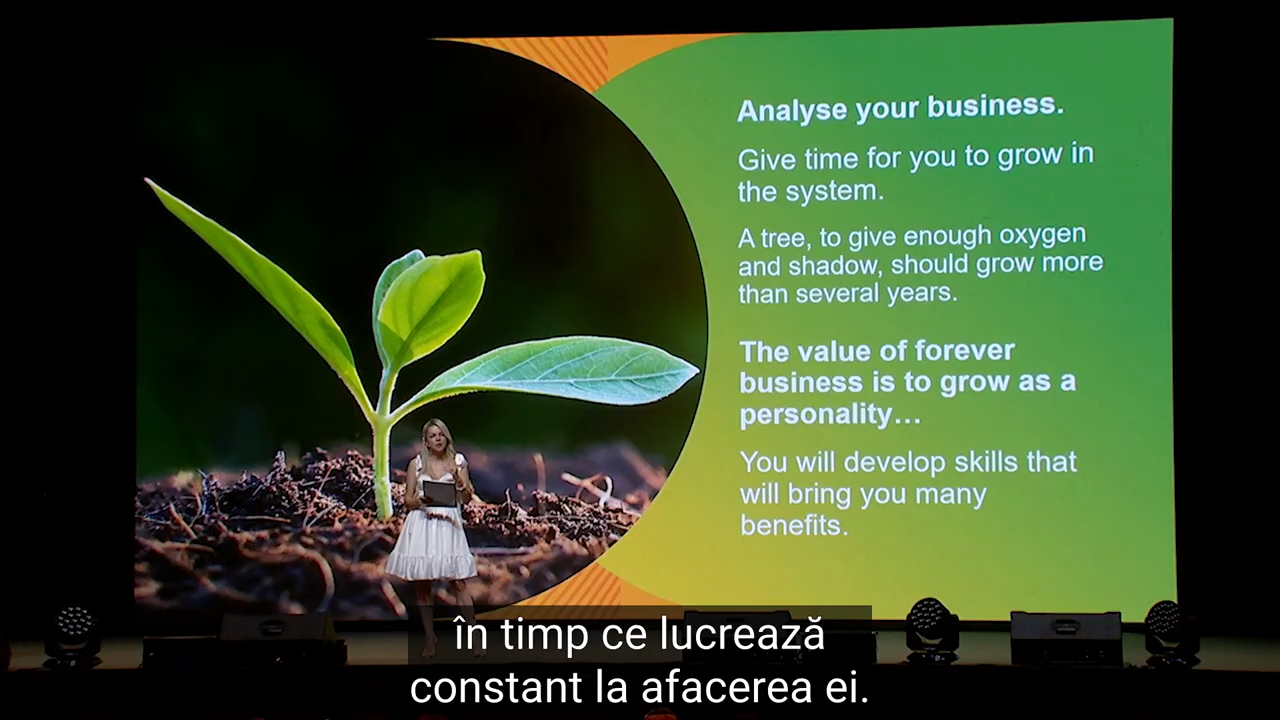 Analyse your business.
Give time for you to grow in
the system.
A tree, to give enough oxygen
and shadow, should grow more
than several years.
The value of forever
business is to grow as a
personality…
You will develop skills that
will bring you many
benefits.
în timp ce lucrează
constant la afacerea ei.